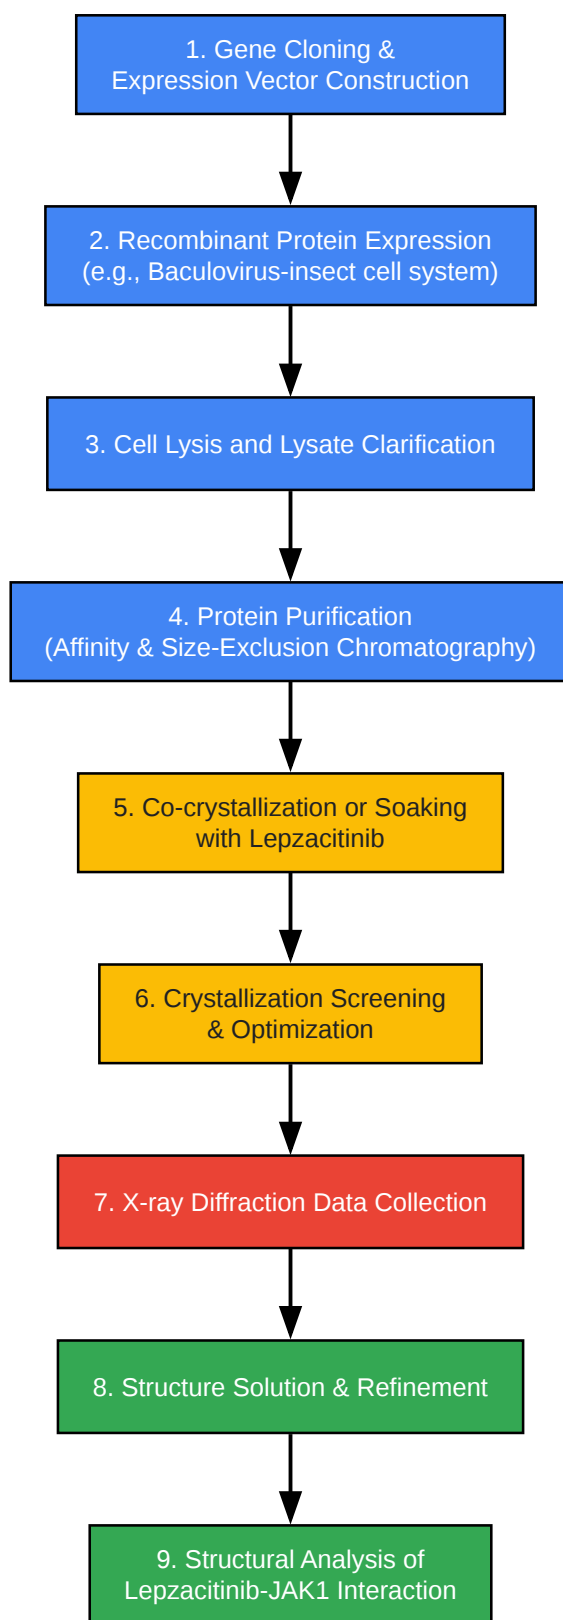 1. Gene Cloning &
Expression Vector Construction
2. Recombinant Protein Expression
(e.g., Baculovirus-insect cell system)
3. Cell Lysis and Lysate Clarification
4. Protein Purification
(Affinity & Size-Exclusion Chromatography)
5. Co-crystallization or Soaking
with Lepzacitinib
6. Crystallization Screening
& Optimization
7. X-ray Diffraction Data Collection
8. Structure Solution & Refinement
9. Structural Analysis of
Lepzacitinib-JAK1 Interaction